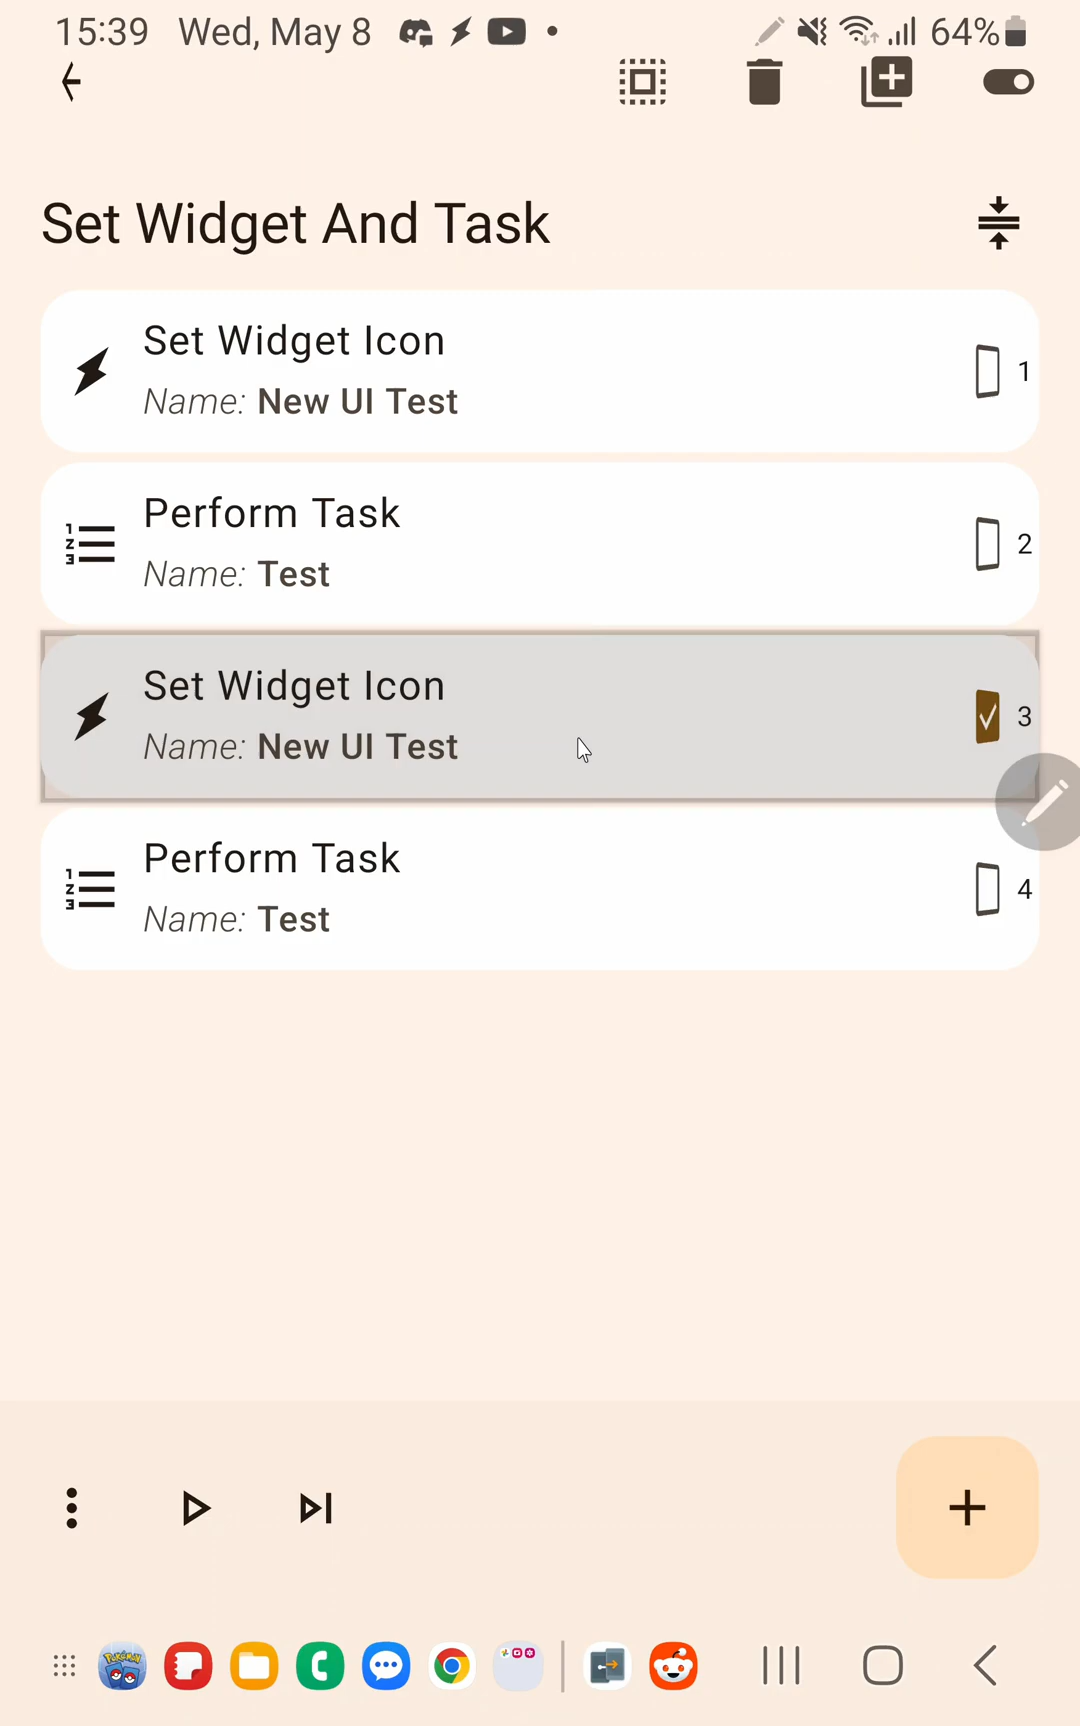 15:39 Wed, May 8 64%
Set Widget And Task
Set Widget Icon
Name: New UI Test
1
Perform Task
Name: Test
2
Set Widget Icon
Name: New UI Test
3
Perform Task
Name: Test
4